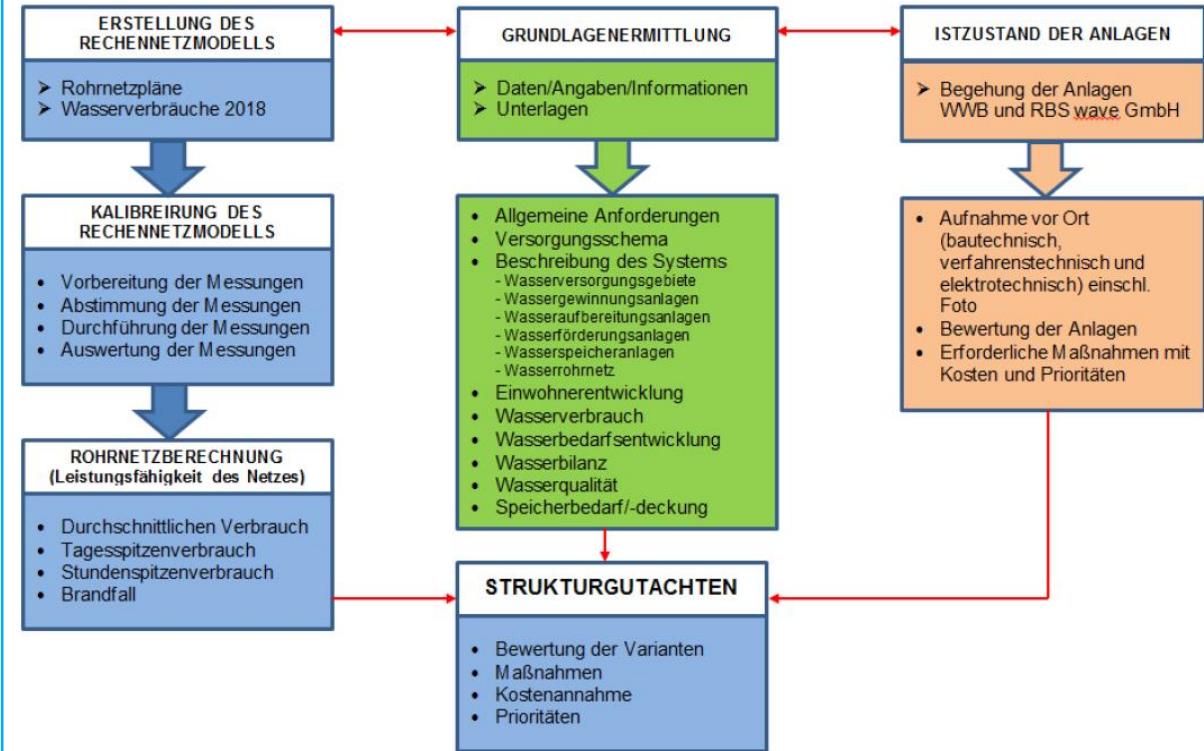 ERSTELLUNG DES
RECHENNETZMODELLS
➢ Rohrnetzpläne
➢ Wasserverbräuche 2018
KALIBREIRUNG DES
RECHENNETZMODELLS
• Vorbereitung der Messungen
• Abstimmung der Messungen
• Durchführung der Messungen
• Auswertung der Messungen
ROHRNETZBERECHNUNG
(Leistungsfähigkeit des Netzes)
• Durchschnittlichen Verbrauch
• Tagesspitzenverbrauch
• Stundenspitzenverbrauch
• Brandfall
GRUNDLAGENERMITTLUNG
➢ Daten/Angaben/Informationen
➢ Unterlagen
• Allgemeine Anforderungen
• Versorgungsschema
• Beschreibung des Systems
- Wasserversorgungsgebiete
- Wassergewinnungsanlagen
- Wasseraufbereitungsanlagen
- Wasserförderungsanlagen
- Wasserspeicheranlagen
- Wasserrohrnetz
• Einwohnerentwicklung
• Wasserverbrauch
• Wasserbedarfsentwicklung
• Wasserbilanz
• Wasserqualität
• Speicherbedarf/-deckung
STRUKTURGUTACHTEN
• Bewertung der Varianten
• Maßnahmen
• Kostenannahme
• Prioritäten
ISTZUSTAND DER ANLAGEN
➢ Begehung der Anlagen
WWB und RBS wave GmbH
• Aufnahme vor Ort
(bautechnisch,
verfahrenstechnisch und
elektrotechnisch) einschl.
Foto
• Bewertung der Anlagen
• Erforderliche Maßnahmen mit
Kosten und Prioritäten